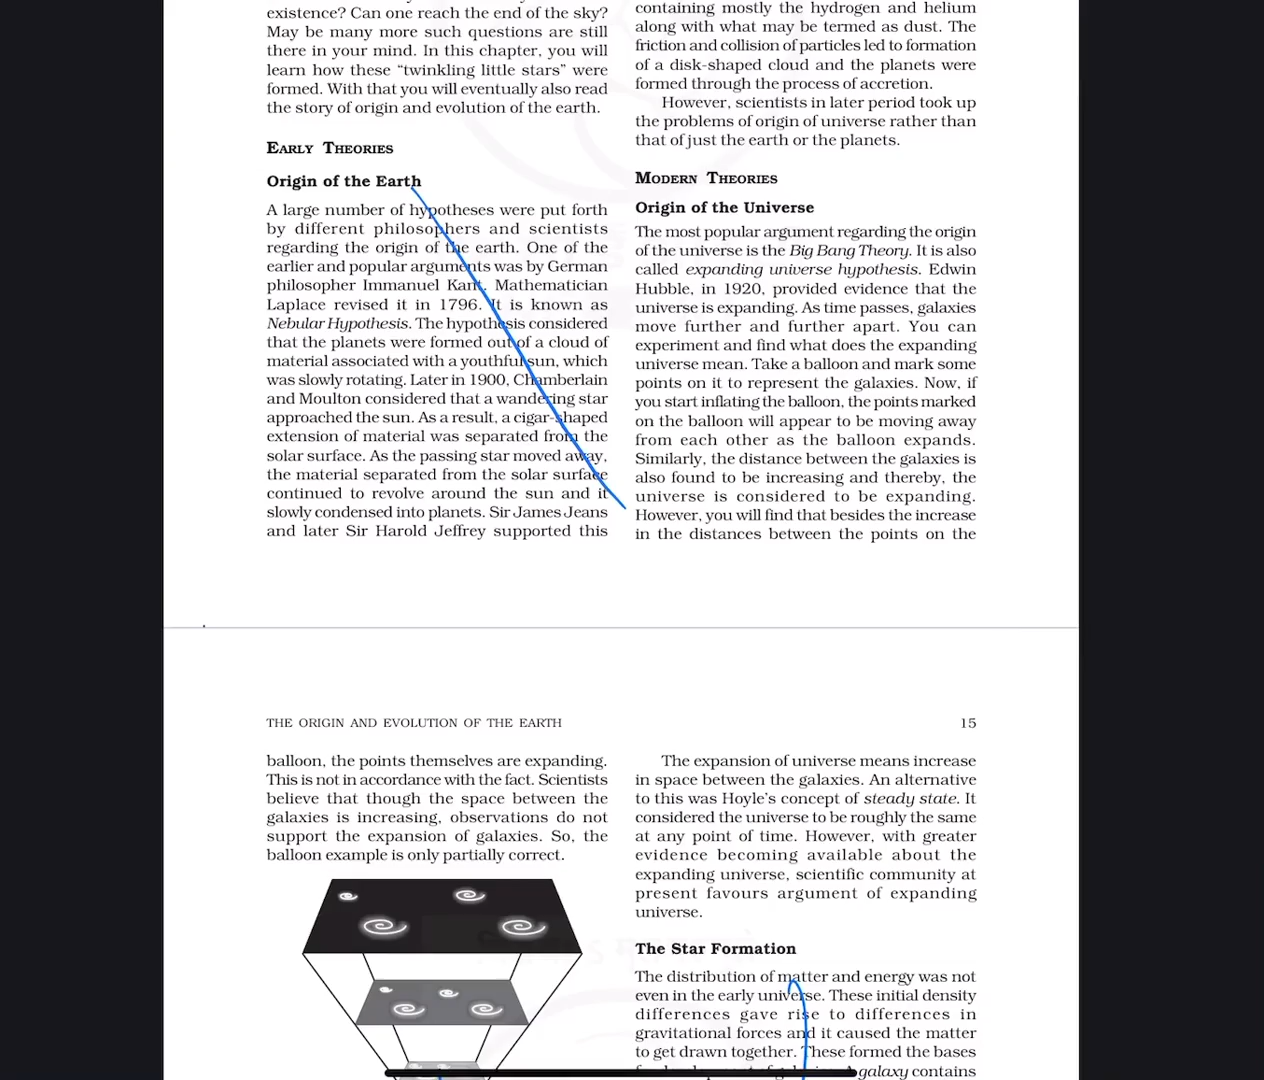 existence? Can one reach the end of the sky?
May be many more such questions are still
there in your mind. In this chapter, you will
learn how these “twinkling little stars” were
formed. With that you will eventually also read
the story of origin and evolution of the earth.
EARLY THEORIES
Origin of the Earth
A large number of hypotheses were put forth
by different philosophers and scientists
regarding the origin of the earth. One of the
earlier and popular arguments was by German
philosopher Immanuel Kant. Mathematician
Laplace revised it in 1796. It is known as
Nebular Hypothesis. The hypothesis considered
that the planets were formed out of a cloud of
material associated with a youthful sun, which
was slowly rotating. Later in 1900, Chamberlain
and Moulton considered that a wandering star
approached the sun. As a result, a cigar-shaped
extension of material was separated from the
solar surface. As the passing star moved away,
the material separated from the solar surface
continued to revolve around the sun and it
slowly condensed into planets. Sir James Jeans
and later Sir Harold Jeffrey supported this
containing mostly the hydrogen and helium
along with what may be termed as dust. The
friction and collision of particles led to formation
of a disk-shaped cloud and the planets were
formed through the process of accretion.
However, scientists in later period took up
the problems of origin of universe rather than
that of just the earth or the planets.
MODERN THEORIES
Origin of the Universe
The most popular argument regarding the origin
of the universe is the Big Bang Theory. It is also
called expanding universe hypothesis. Edwin
Hubble, in 1920, provided evidence that the
universe is expanding. As time passes, galaxies
move further and further apart. You can
experiment and find what does the expanding
universe mean. Take a balloon and mark some
points on it to represent the galaxies. Now, if
you start inflating the balloon, the points marked
on the balloon will appear to be moving away
from each other as the balloon expands.
Similarly, the distance between the galaxies is
also found to be increasing and thereby, the
universe is considered to be expanding.
However, you will find that besides the increase
in the distances between the points on the
THE ORIGIN AND EVOLUTION OF THE EARTH
15
balloon, the points themselves are expanding.
This is not in accordance with the fact. Scientists
believe that though the space between the
galaxies is increasing, observations do not
support the expansion of galaxies. So, the
balloon example is only partially correct.
The expansion of universe means increase
in space between the galaxies. An alternative
to this was Hoyle's concept of steady state. It
considered the universe to be roughly the same
at any point of time. However, with greater
evidence becoming available about the
expanding universe, scientific community at
present favours argument of expanding
universe.
The Star Formation
The distribution of matter and energy was not
even in the early universe. These initial density
differences gave rise to differences in
gravitational forces and it caused the matter
to get drawn together. These formed the bases
galaxy contains